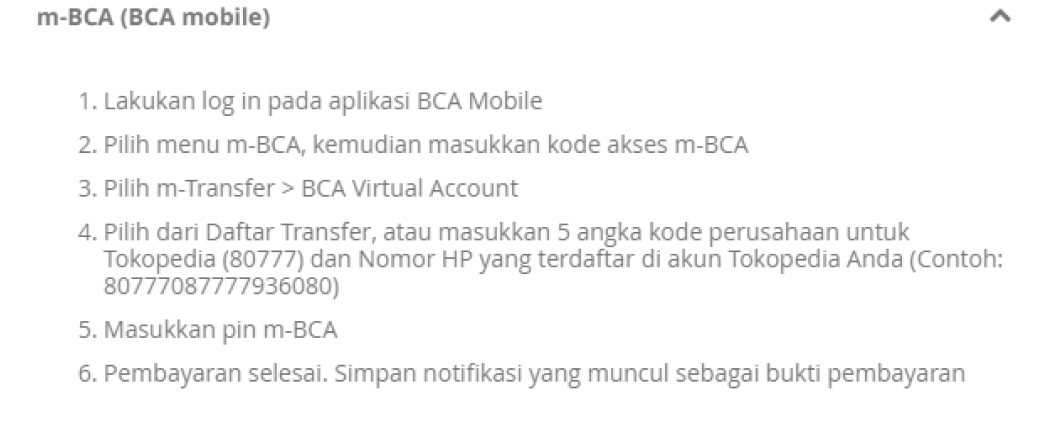 m-BCA (BCA mobile)
1. Lakukan log in pada aplikasi BCA Mobile
2. Pilih menu m-BCA, kemudian masukkan kode akses m-BCA
3. Pilih m-Transfer > BCA Virtual Account
4. Pilih dari Daftar Transfer, atau masukkan 5 angka kode perusahaan untuk
Tokopedia (80777) dan Nomor HP yang terdaftar di akun Tokopedia Anda (Contoh:
80777087777936080)
5. Masukkan pin m-BCA
6. Pembayaran selesai. Simpan notifikasi yang muncul sebagai bukti pembayaran